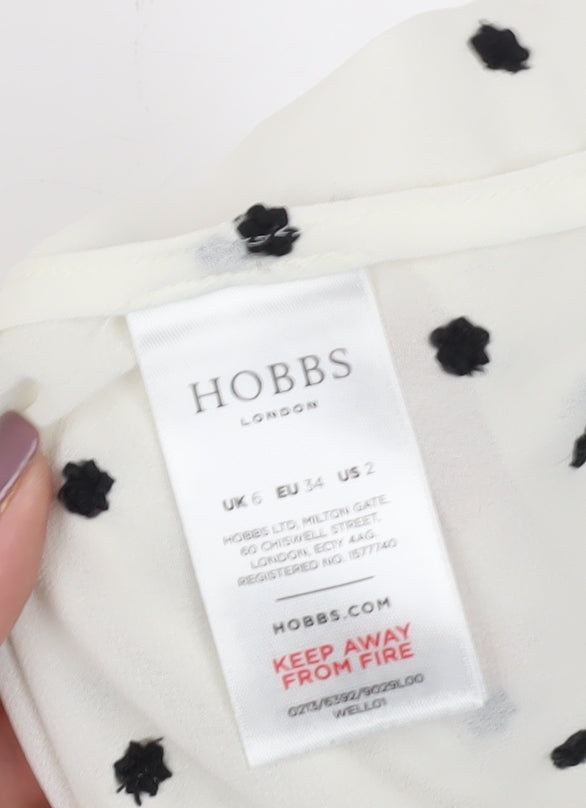 HOBBS
LONDON
UK 6 EU 34 US 2
HOBBS LTD, MILTON GATE,
60 CHISWELL STREET,
LONDON, EC1Y 4AG.
REGISTERED NO. 1577740
HOBBS.COM
KEEP AWAY
FROM FIRE
0213/6392/9029L00
WELL01